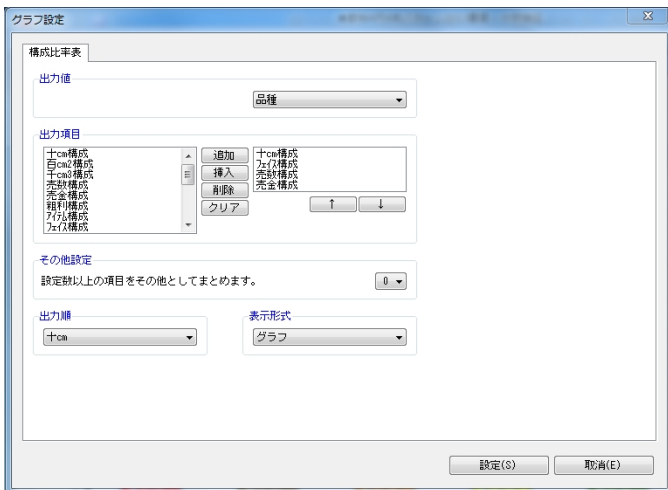 グラフ設定
構成比率表
出力値
品種
出力項目
十cm構成
百cm2構成
千cm3構成
売数構成
売金構成
粗利構成
ｱｲﾃﾑ構成
ﾌｪｲｽ構成
追加
挿入
削除
クリア
十cm構成
ﾌｪｲｽ構成
売数構成
売金構成
↑
↓
その他設定
設定数以上の項目をその他としてまとめます。
0
出力順
十cm
表示形式
グラフ
設定(S)
取消(E)